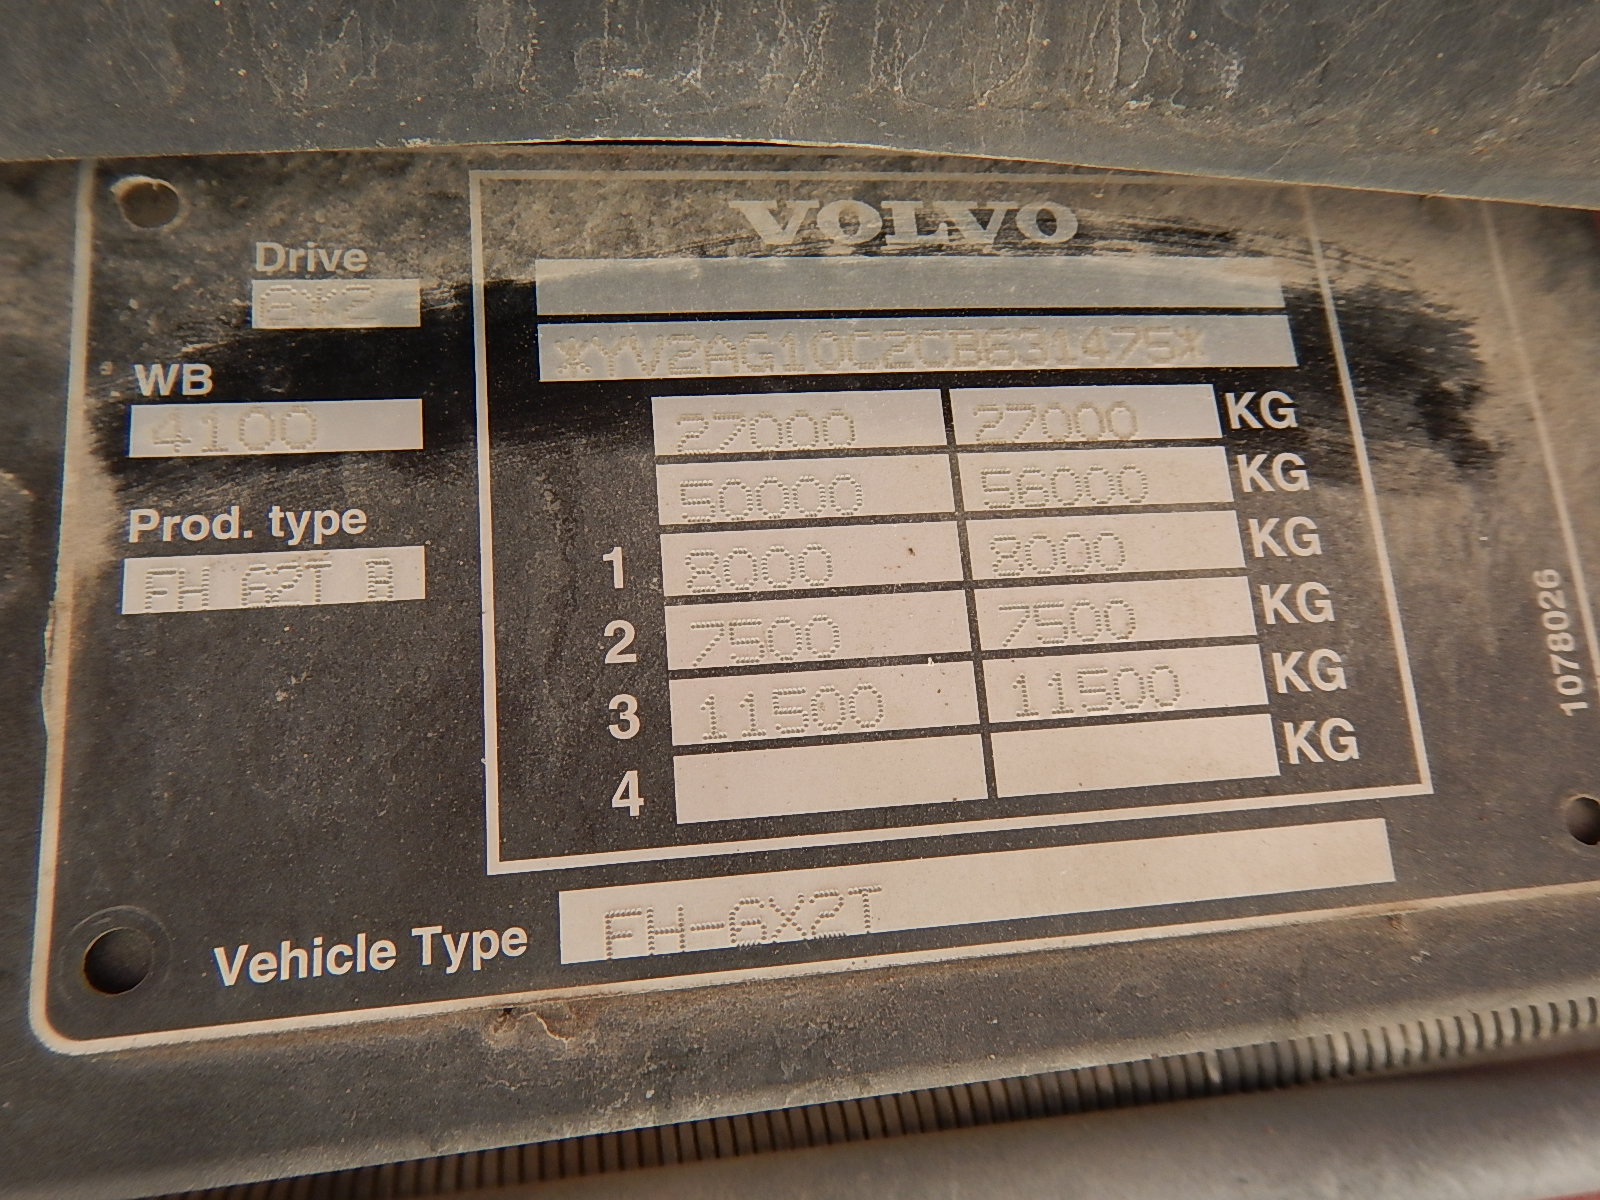 VOLVO
Drive
6X2
*YV2AG10C2CB631475*
WB
4100
27000 27000 KG
50000 56000 KG
Prod. type
FH 62T B
1 8000 8000 KG
2 7500 7500 KG
3 11500 11500 KG
4 KG
Vehicle Type FH-6X2T
1078026